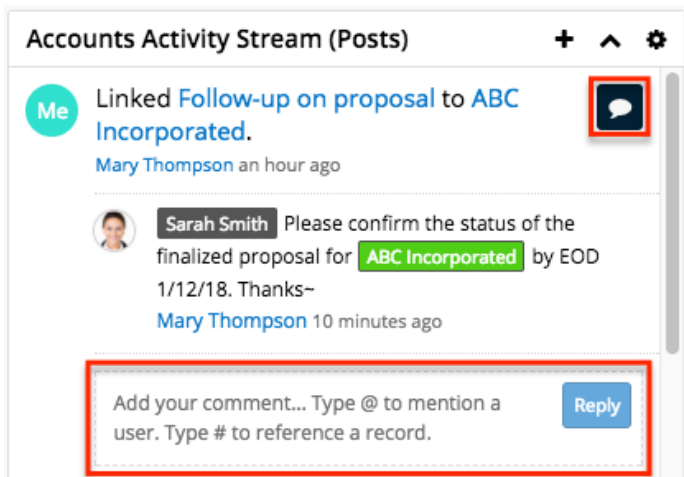 Accounts Activity Stream (Posts)
Me
Linked Follow-up on proposal to ABC
Incorporated.
Mary Thompson an hour ago
Sarah Smith Please confirm the status of the
finalized proposal for ABC Incorporated by EOD
1/12/18. Thanks~
Mary Thompson 10 minutes ago
Add your comment... Type @ to mention a
user. Type # to reference a record.
Reply